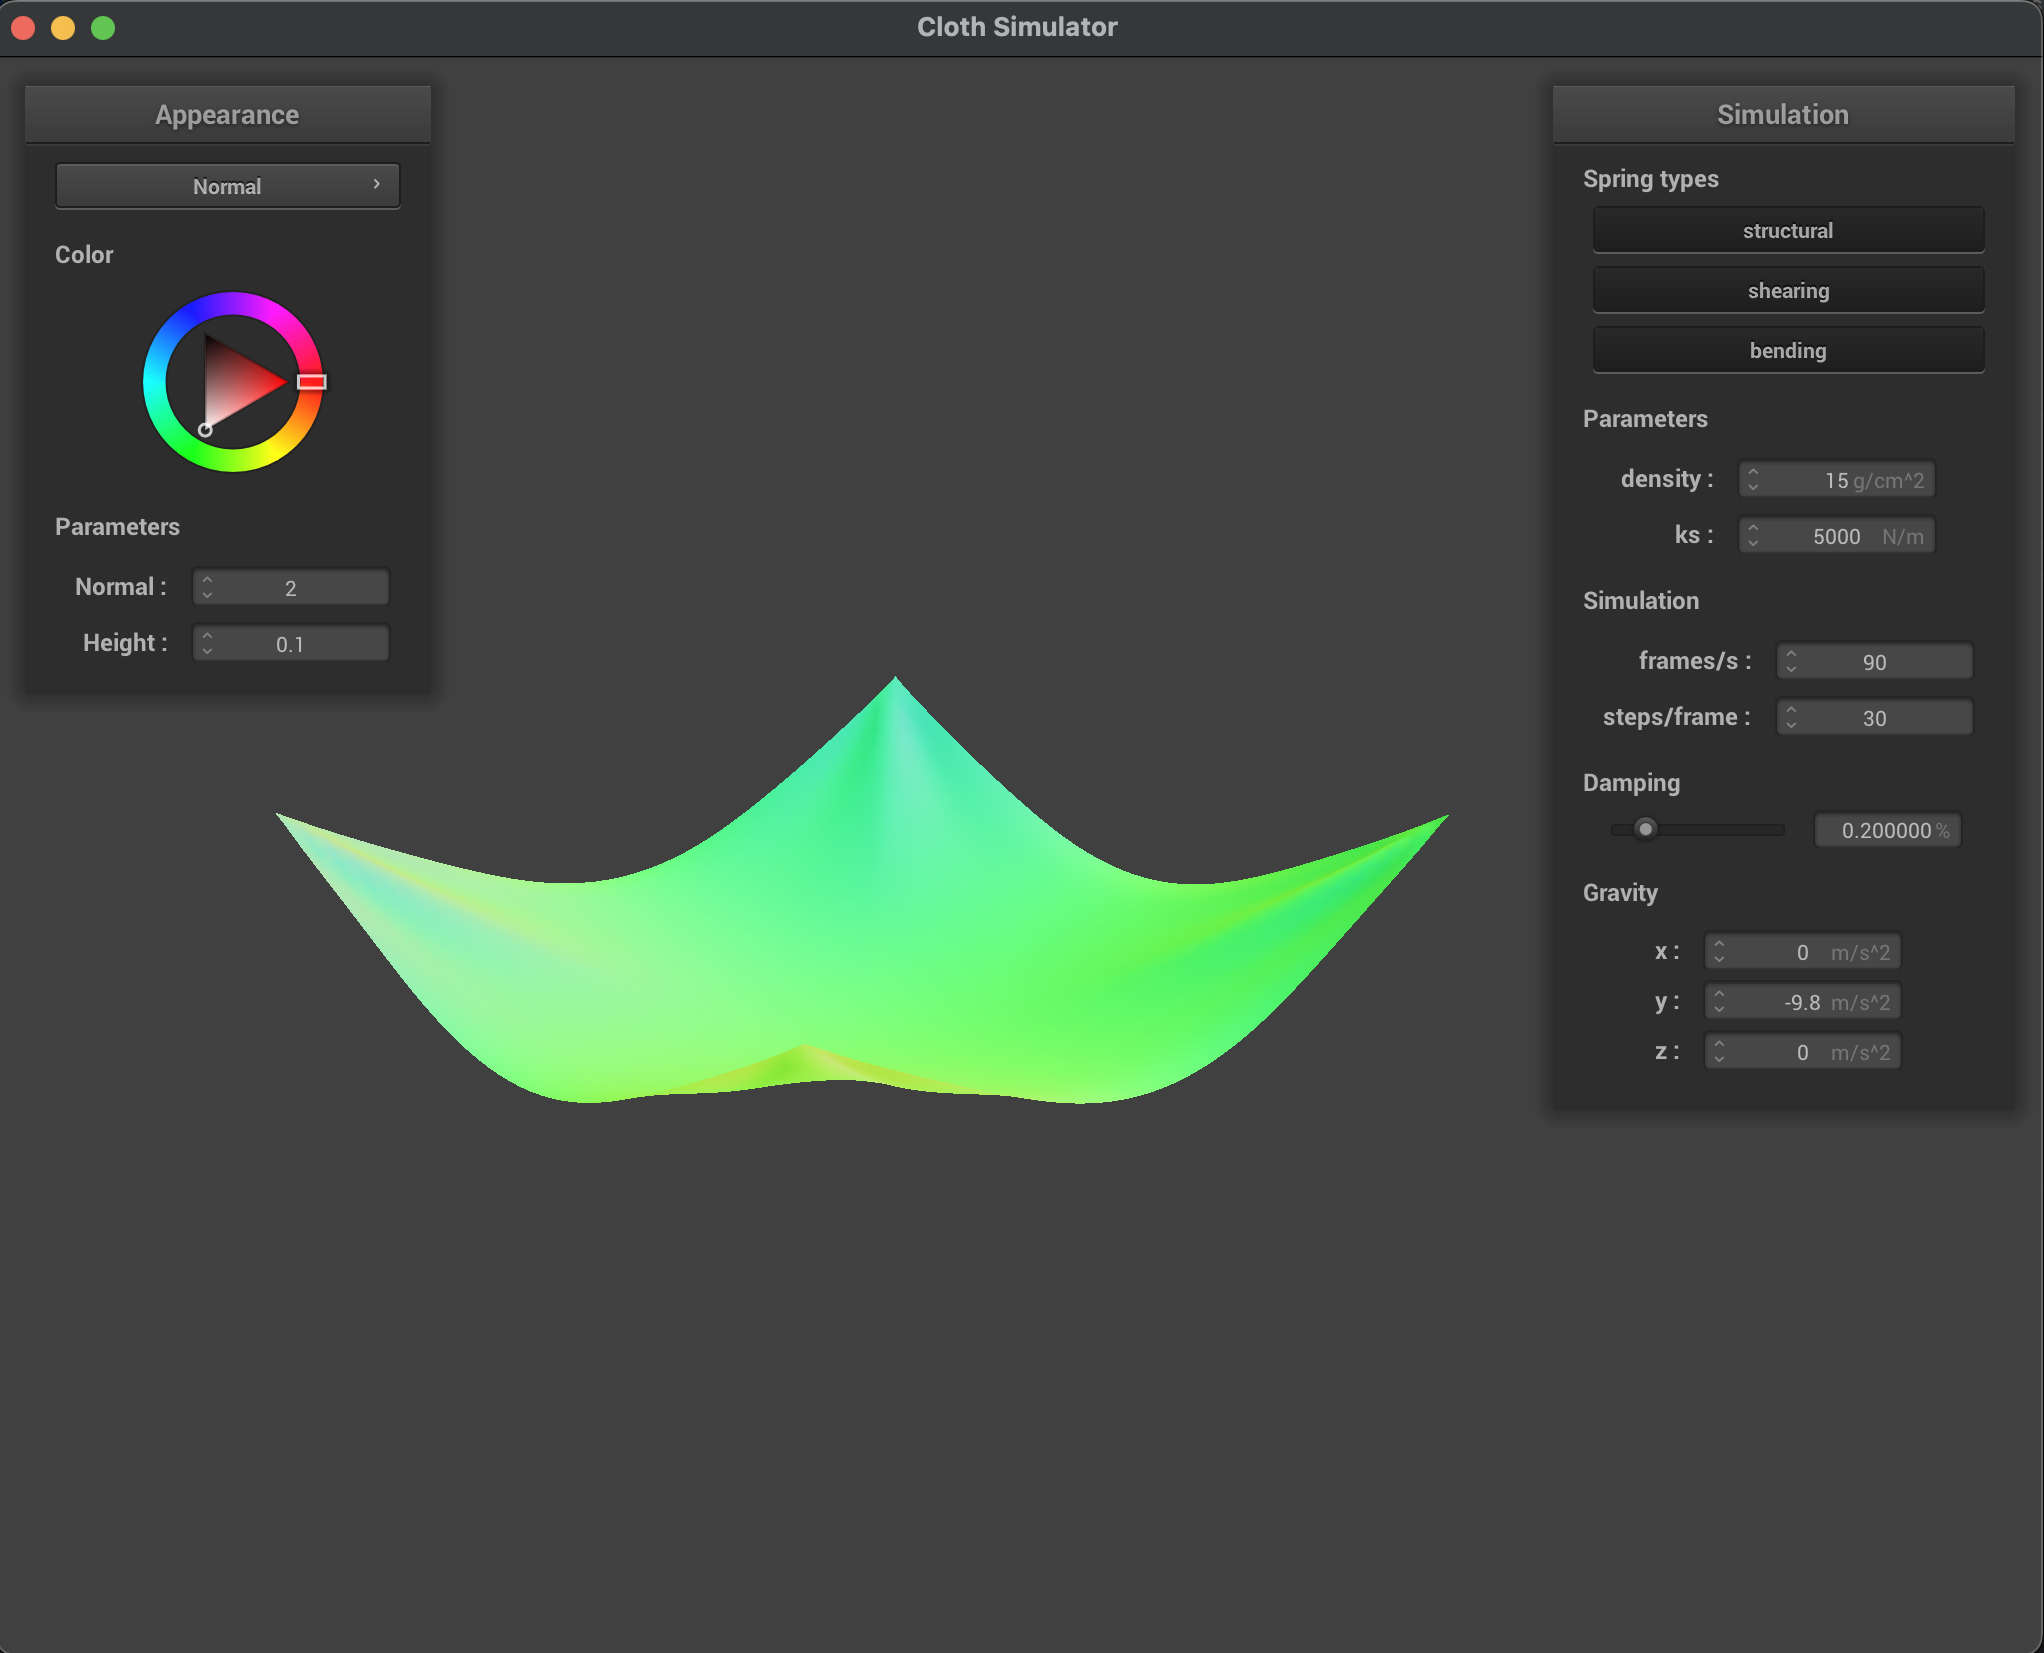 Cloth Simulator
Appearance
Normal
Color
Parameters
Normal : 2
Height : 0.1
Simulation
Spring types
structural
shearing
bending
Parameters
density : 15 g/cm^2
ks : 5000 N/m
Simulation
frames/s : 90
steps/frame : 30
Damping
0.200000 %
Gravity
x : 0 m/s^2
y : -9.8 m/s^2
z : 0 m/s^2